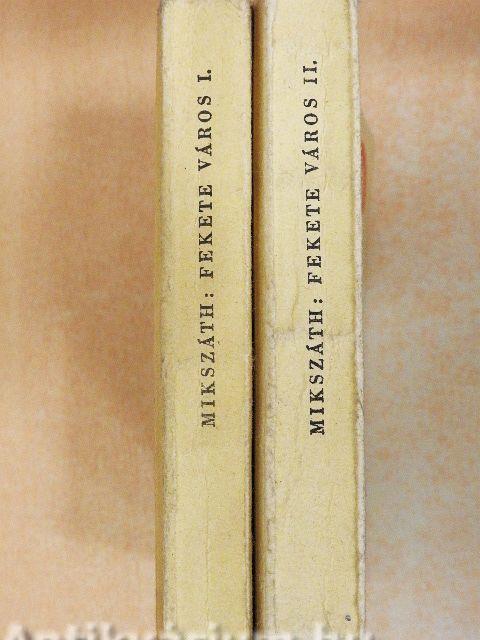 MIKSZÁTH: FEKETE VÁROS I.
MIKSZÁTH: FEKETE VÁROS II.